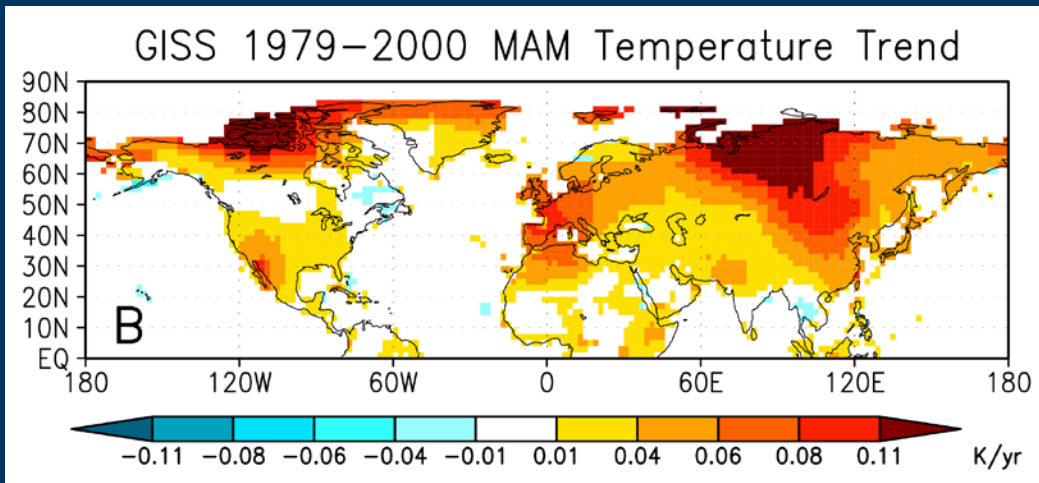 GISS 1979-2000 MAM Temperature Trend
90N
80N
70N
60N
50N
40N
30N
20N
10N
EQ
B
180 120W 60W 0 60E 120E 180
-0.11 -0.08 -0.06 -0.04 -0.01 0.01 0.04 0.06 0.08 0.11 K/yr